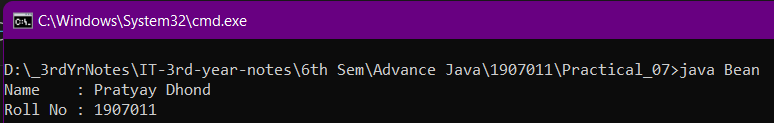 C:\Windows\System32\cmd.exe
D:\_3rdYrNotes\IT-3rd-year-notes\6th Sem\Advance Java\1907011\Practical_07>java Bean
Name    : Pratyay Dhond
Roll No : 1907011